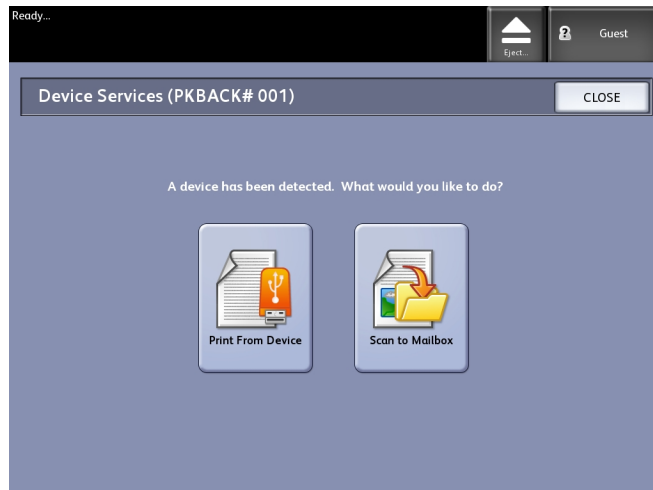 Ready...
Eject...
Guest
Device Services (PKBACK# 001)
CLOSE
A device has been detected. What would you like to do?
Print From Device
Scan to Mailbox